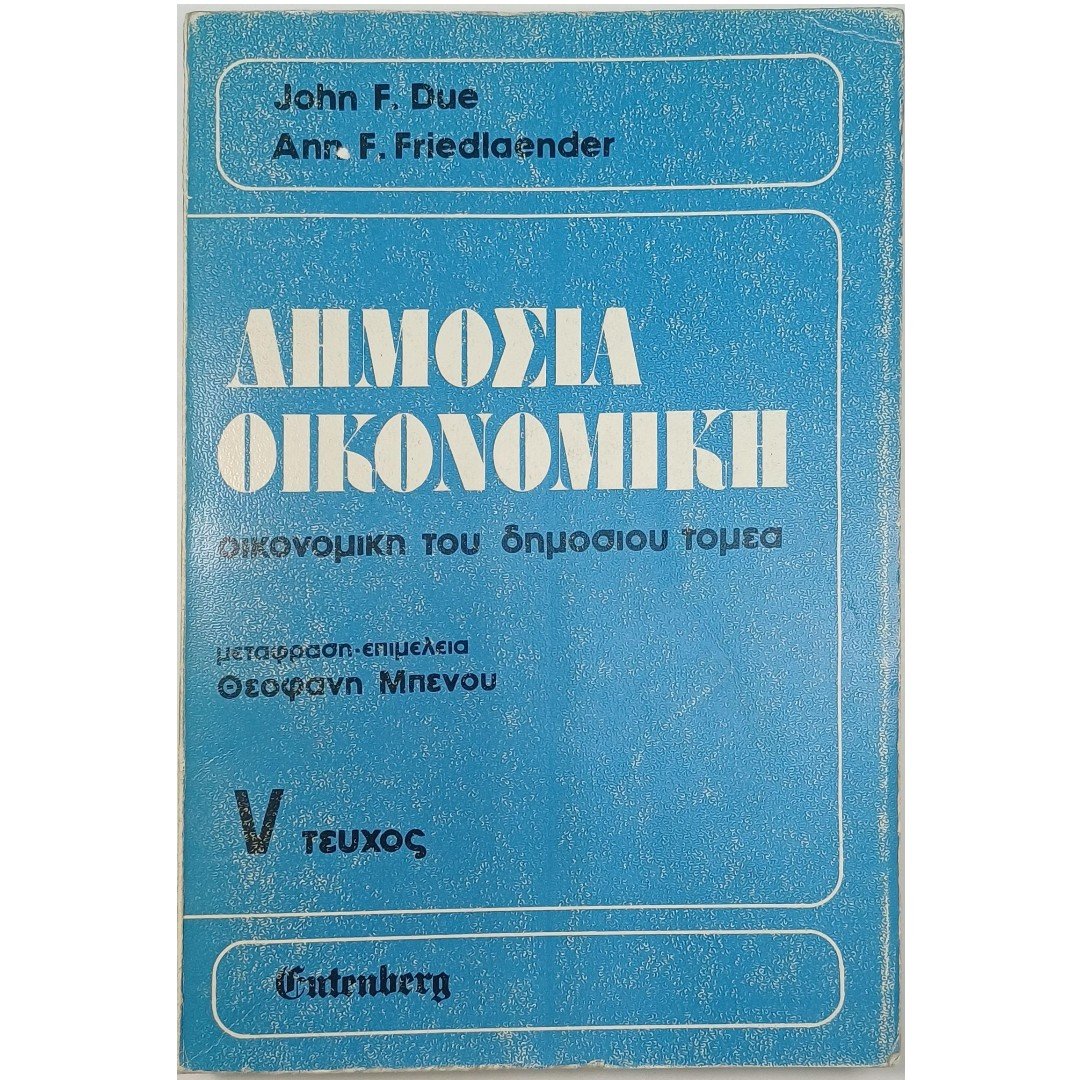 John F. Due
Ann F. Friedlaender
ΔΗΜΟΣΙΑ
ΟΙΚΟΝΟΜΙΚΗ
οικονομικη του δημοσιου τομεα
μεταφραση·επιμελεια
Θεοφανη Μπενου
V τευχος
Gutenberg